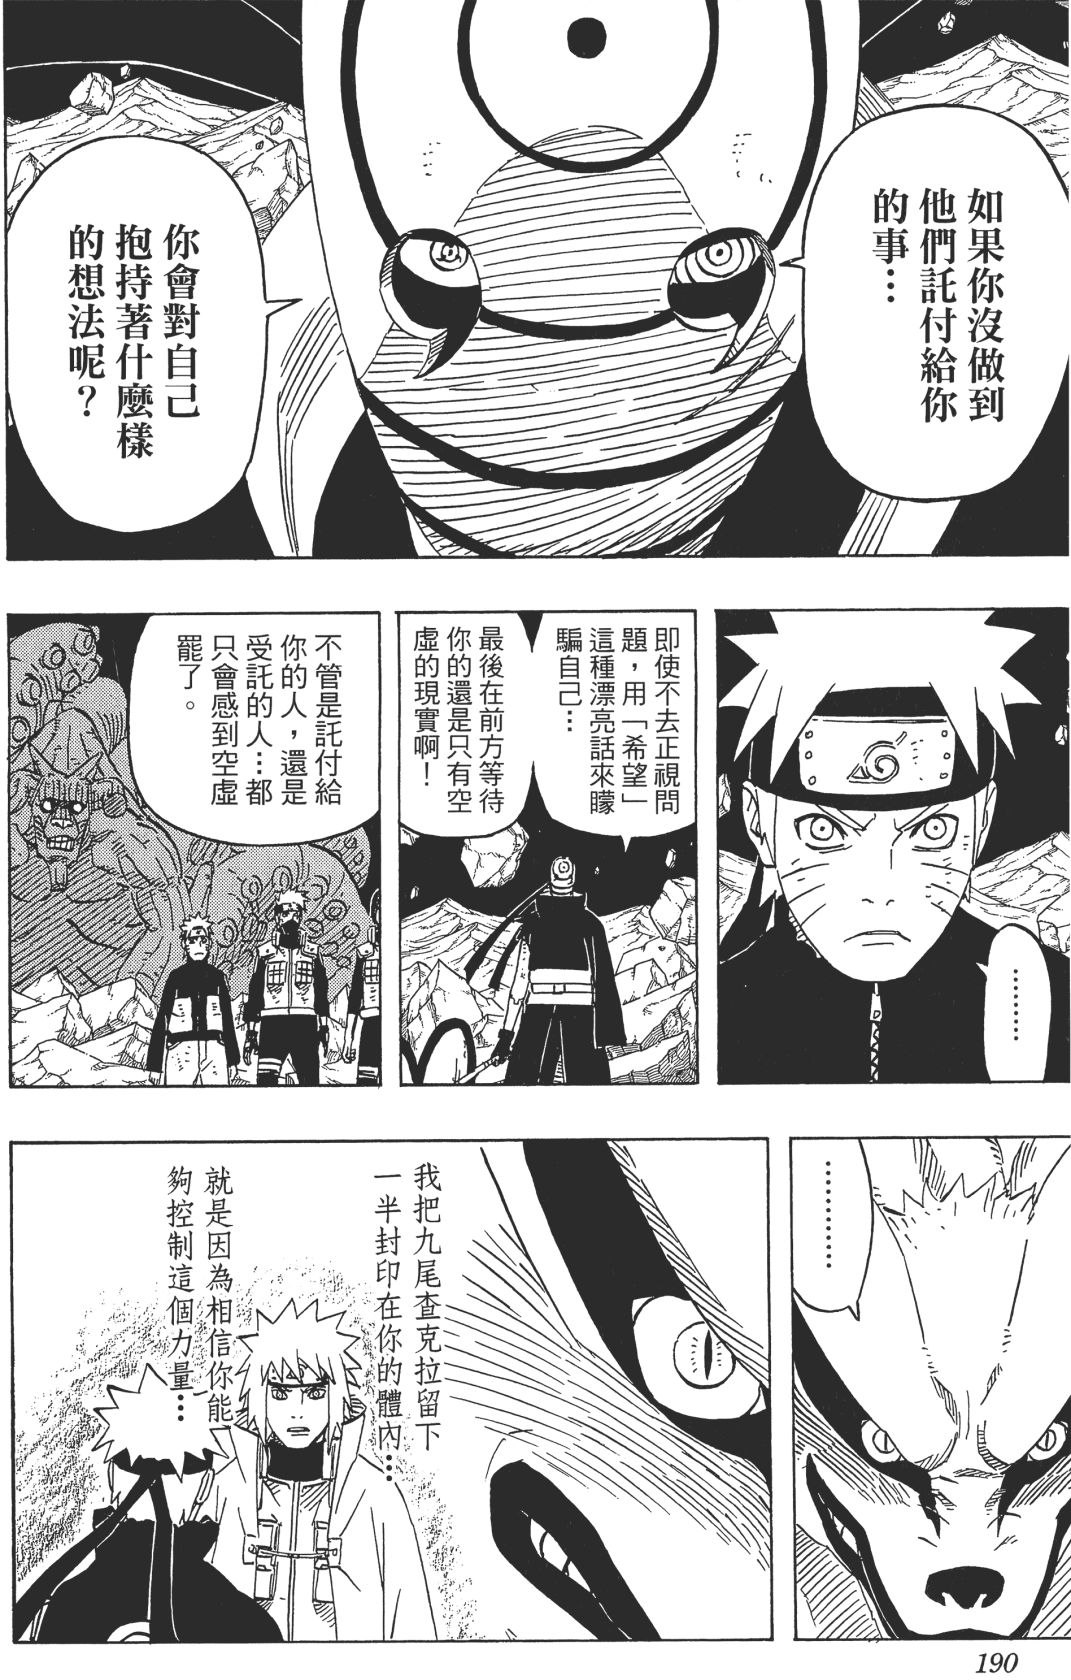 如果你沒做到
他們託付給你
的事…
你會對自己
抱持著什麼樣
的想法呢？
………
即使不去正視問
題，用「希望」
這種漂亮話來矇
騙自己…
最後在前方等待
你的還是只有空
虛的現實啊！
不管是託付給
你的人，還是
受託的人…都
只會感到空虛
罷了。
………
我把九尾查克拉留下
一半封印在你的體內…
就是因為相信你能
夠控制這個力量…
190